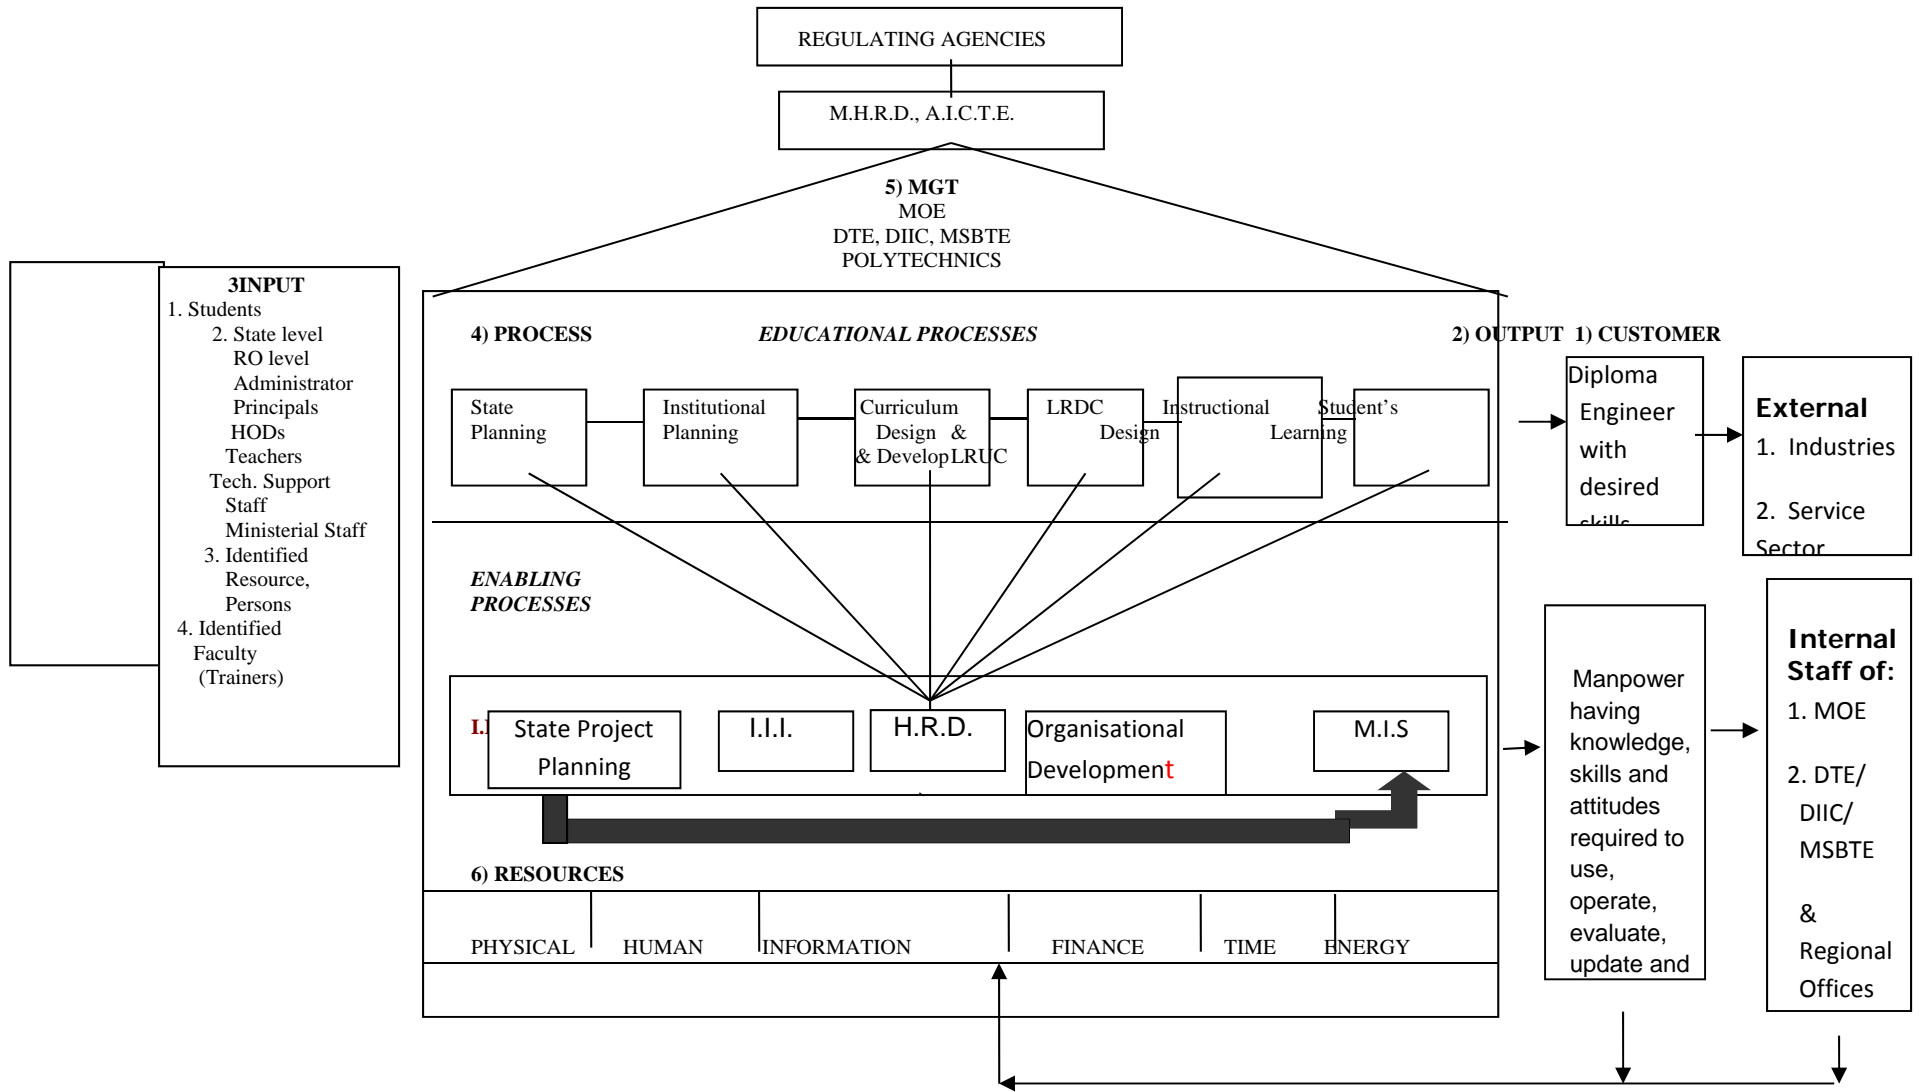 REGULATING AGENCIES
M.H.R.D., A.I.C.T.E.
5) MGT
MOE
DTE, DIIC, MSBTE
POLYTECHNICS
3INPUT
1. Students
2. State level
RO level
Administrator
Principals
HODs
Teachers
Tech. Support
Staff
Ministerial Staff
3. Identified
Resource,
Persons
4. Identified
Faculty
(Trainers)
4) PROCESS EDUCATIONAL PROCESSES 2) OUTPUT 1) CUSTOMER
State Institutional Curriculum LRDC Instructional Student's
Planning Planning Design & Design Learning
& Develop LRUC
Diploma
Engineer
with
desired
skills
External
1. Industries
2. Service
Sector
ENABLING
PROCESSES
State Project
Planning
I.I.I.
H.R.D.
Organisational
Development
M.I.S
Manpower
having
knowledge,
skills and
attitudes
required to
use,
operate,
evaluate,
update and
Internal
Staff of:
1. MOE
2. DTE/
DIIC/
MSBTE
&
Regional
Offices
6) RESOURCES
PHYSICAL HUMAN INFORMATION FINANCE TIME ENERGY